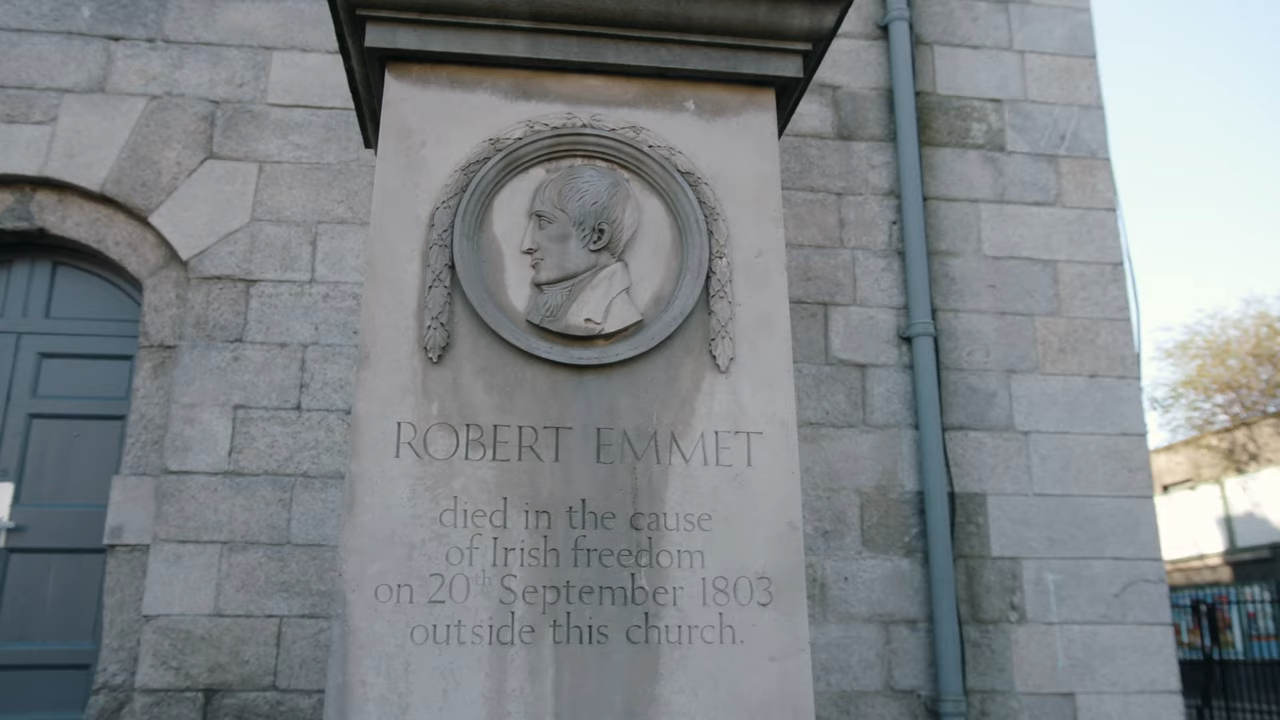 ROBERT EMMET
died in the cause
of Irish freedom
on 20th September 1803
outside this church.